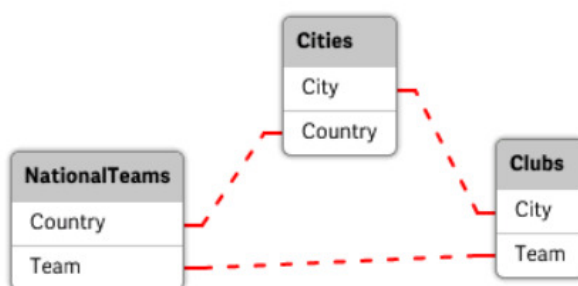 Cities
City
Country
NationalTeams
Country
Team
Clubs
City
Team